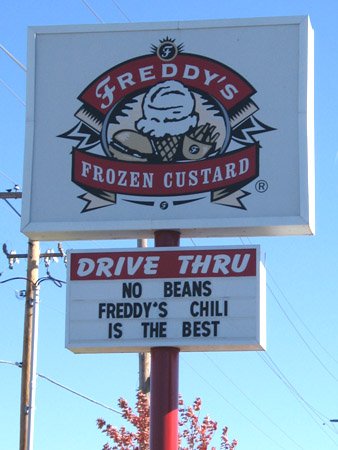 F
FREDDY'S
F
FROZEN CUSTARD
®
F
DRIVE THRU
NO BEANS
FREDDY'S CHILI
IS THE BEST